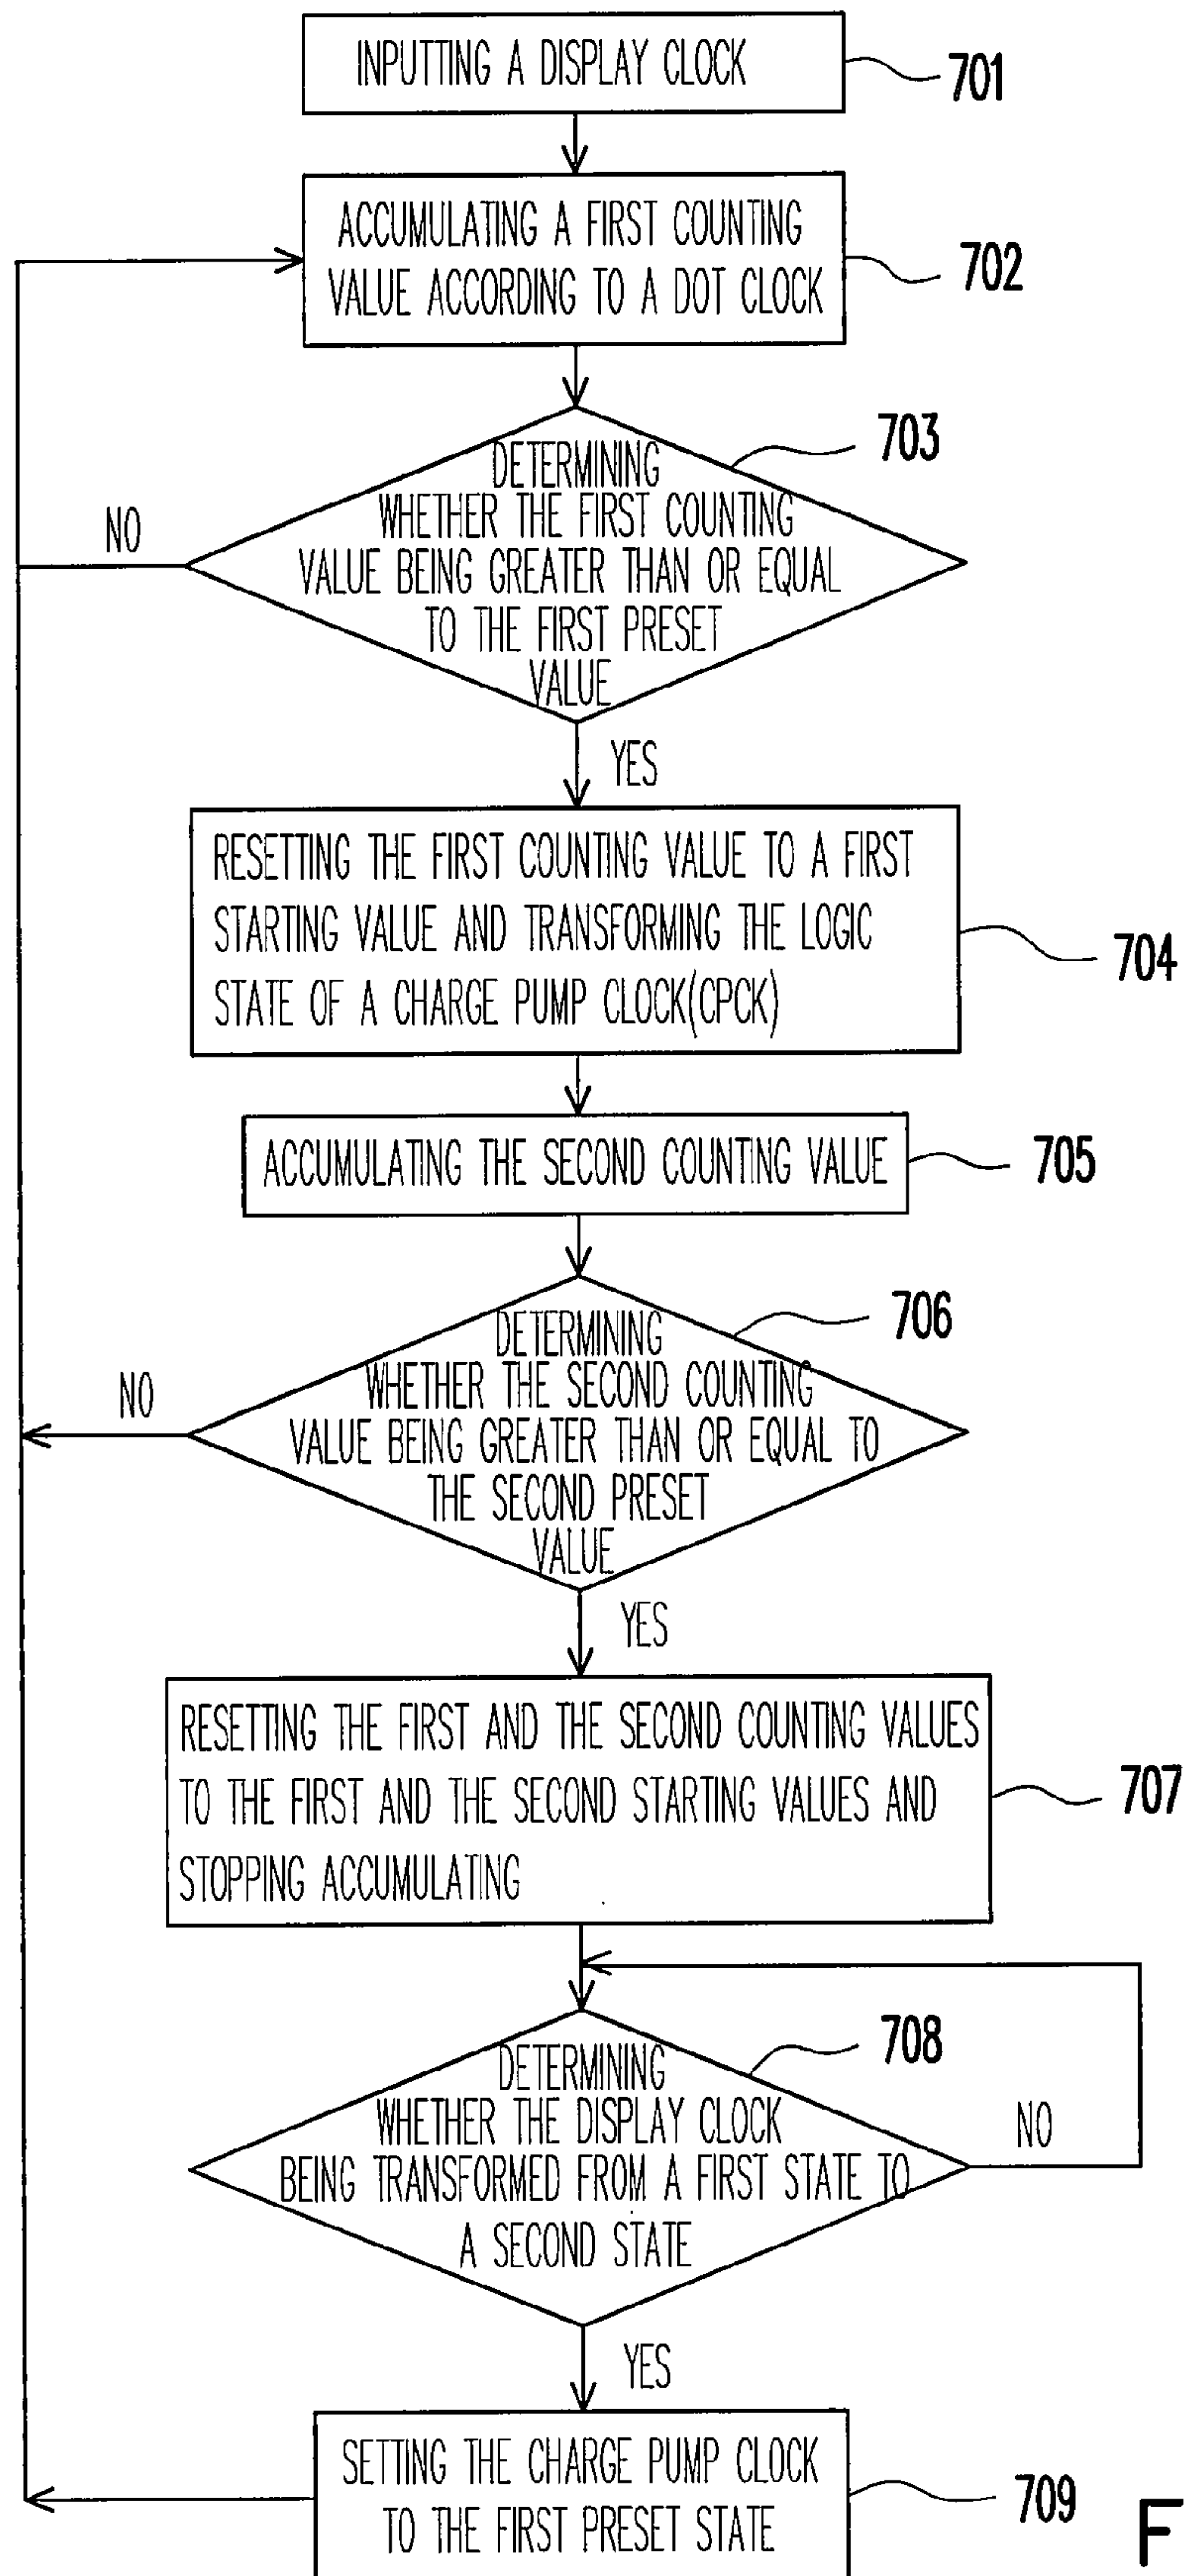 INPUTTING A DISPLAY CLOCK
701
ACCUMULATING A FIRST COUNTING
VALUE ACCORDING TO A DOT CLOCK
702
703
DETERMINING
WHETHER THE FIRST COUNTING
VALUE BEING GREATER THAN OR EQUAL
TO THE FIRST PRESET
VALUE
NO
YES
RESETTING THE FIRST COUNTING VALUE TO A FIRST
STARTING VALUE AND TRANSFORMING THE LOGIC
STATE OF A CHARGE PUMP CLOCK(CPCK)
704
ACCUMULATING THE SECOND COUNTING VALUE
705
706
DETERMINING
WHETHER THE SECOND COUNTING
VALUE BEING GREATER THAN OR EQUAL TO
THE SECOND PRESET
VALUE
NO
YES
RESETTING THE FIRST AND THE SECOND COUNTING VALUES
TO THE FIRST AND THE SECOND STARTING VALUES AND
STOPPING ACCUMULATING
707
708
DETERMINING
WHETHER THE DISPLAY CLOCK
BEING TRANSFORMED FROM A FIRST STATE TO
A SECOND STATE
NO
YES
SETTING THE CHARGE PUMP CLOCK
TO THE FIRST PRESET STATE
709
F